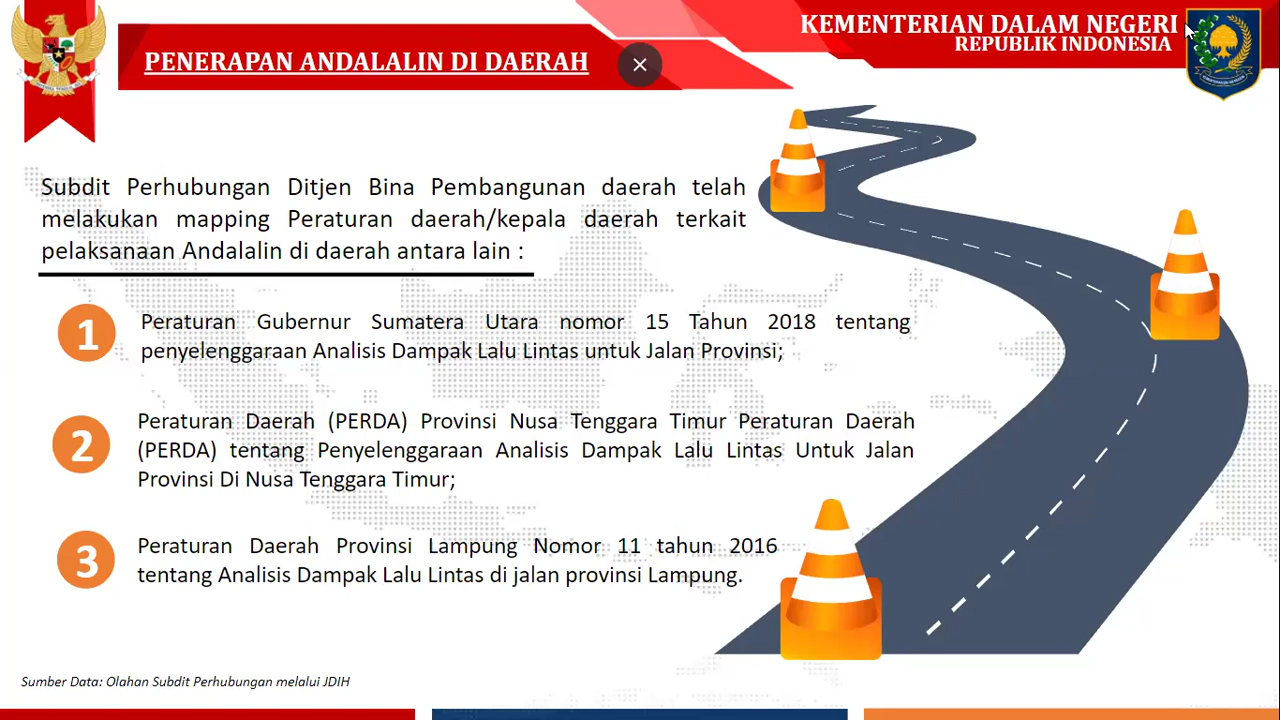 KEMENTERIAN DALAM NEGERI
REPUBLIK INDONESIA
PENERAPAN ANDALALIN DI DAERAH
Subdit Perhubungan Ditjen Bina Pembangunan daerah telah
melakukan mapping Peraturan daerah/kepala daerah terkait
pelaksanaan Andalalin di daerah antara lain :
1
Peraturan Gubernur Sumatera Utara nomor 15 Tahun 2018 tentang
penyelenggaraan Analisis Dampak Lalu Lintas untuk Jalan Provinsi;
2
Peraturan Daerah (PERDA) Provinsi Nusa Tenggara Timur Peraturan Daerah
(PERDA) tentang Penyelenggaraan Analisis Dampak Lalu Lintas Untuk Jalan
Provinsi Di Nusa Tenggara Timur;
3
Peraturan Daerah Provinsi Lampung Nomor 11 tahun 2016
tentang Analisis Dampak Lalu Lintas di jalan provinsi Lampung.
Sumber Data: Olahan Subdit Perhubungan melalui JDIH